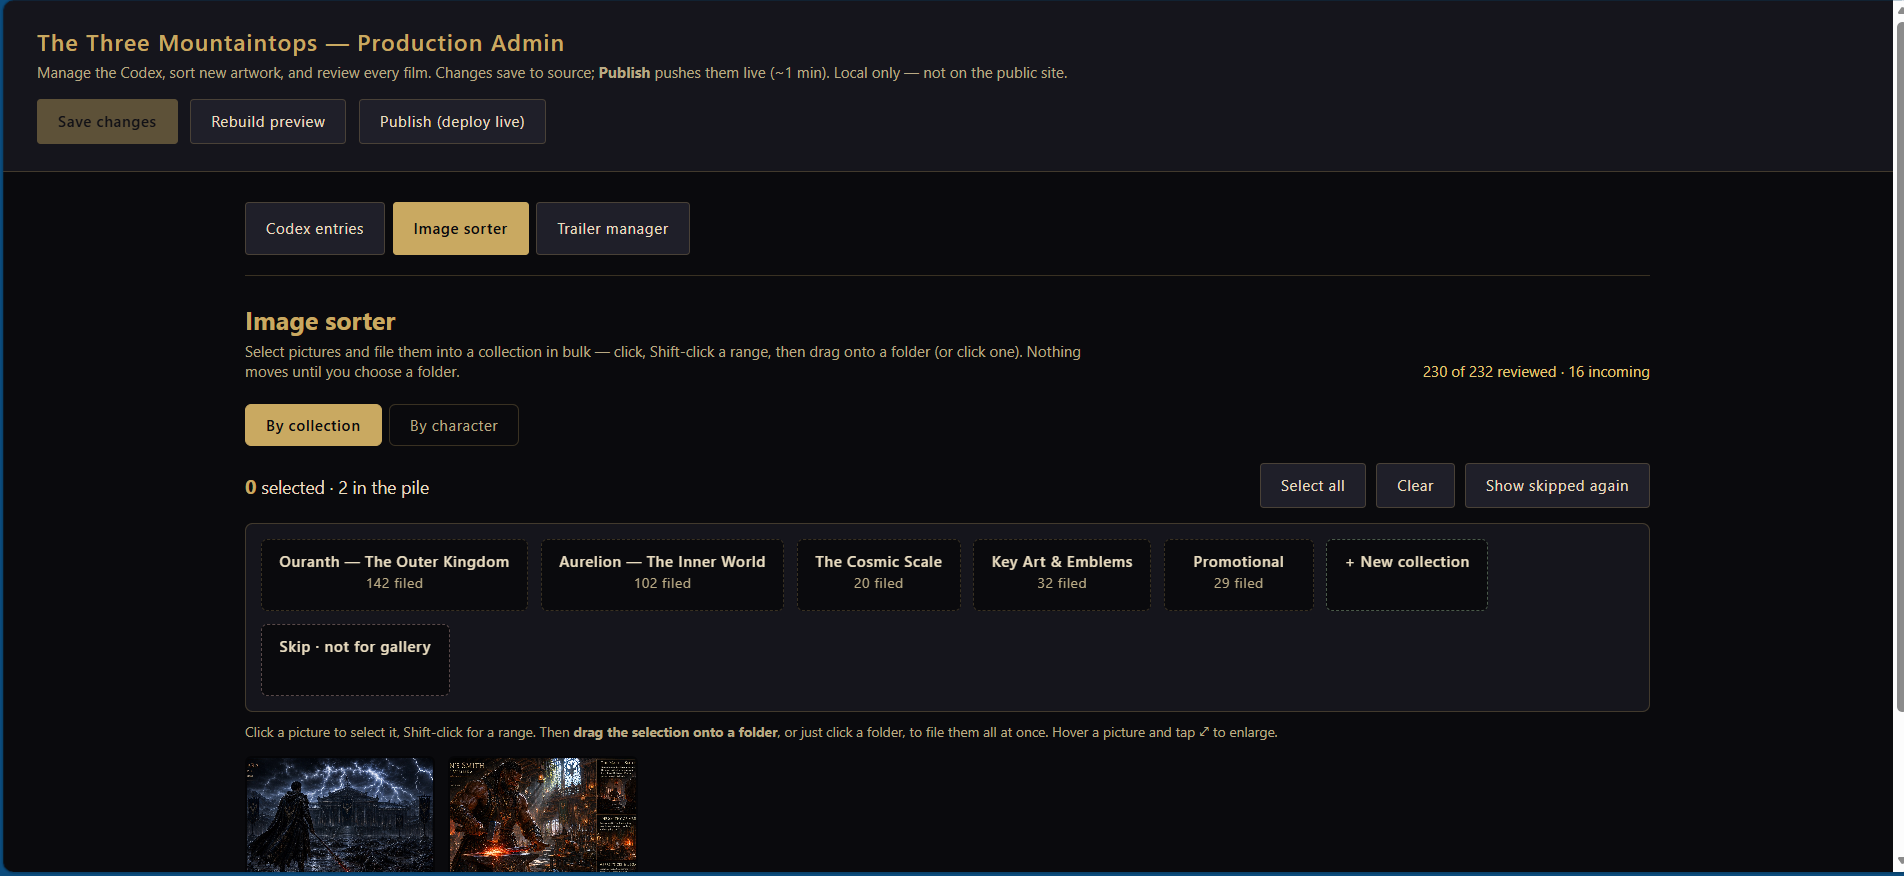 The Three Mountaintops — Production Admin
Manage the Codex, sort new artwork, and review every film. Changes save to source; Publish pushes them live (~1 min). Local only — not on the public site.
Save changes
Rebuild preview
Publish (deploy live)
Codex entries
Image sorter
Trailer manager
Image sorter
Select pictures and file them into a collection in bulk — click, Shift-click a range, then drag onto a folder (or click one). Nothing
moves until you choose a folder.
230 of 232 reviewed · 16 incoming
By collection
By character
0 selected · 2 in the pile
Select all
Clear
Show skipped again
Ouranth — The Outer Kingdom
142 filed
Aurelion — The Inner World
102 filed
The Cosmic Scale
20 filed
Key Art & Emblems
32 filed
Promotional
29 filed
+ New collection
Skip · not for gallery
Click a picture to select it, Shift-click for a range. Then drag the selection onto a folder, or just click a folder, to file them all at once. Hover a picture and tap ⤢ to enlarge.
SMITH